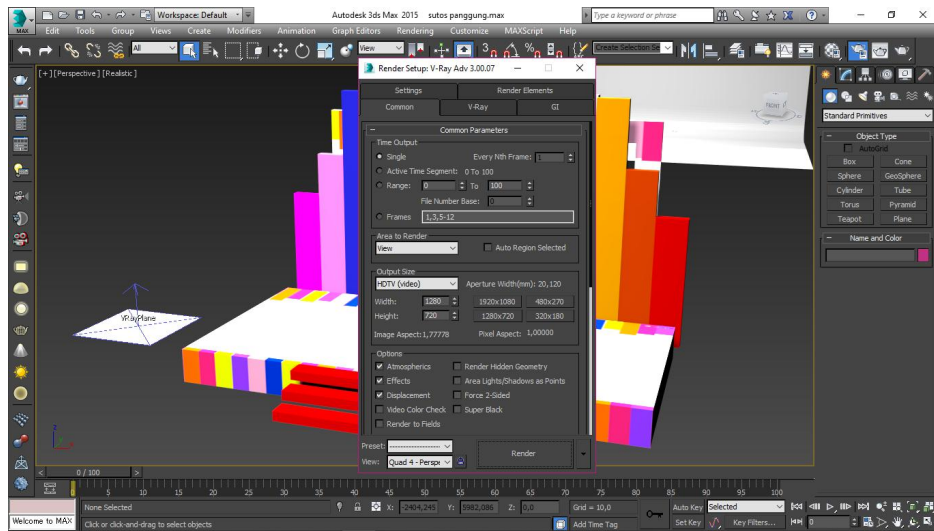 Workspace: Default
Autodesk 3ds Max 2015 sutos panggung.max
Type a keyword or phrase
MAX
Edit Tools Group Views Create Modifiers Animation Graph Editors Rendering Customize MAXScript Help
All
View
Create Selection Se
[+][Perspective][Realistic]
Render Setup: V-Ray Adv 3.00.07
Settings Render Elements
Common V-Ray GI
Common Parameters
Time Output
Single Every Nth Frame: 1
Active Time Segment: 0 To 100
Range: 0 To 100
File Number Base: 0
Frames 1,3,5-12
Area to Render
View Auto Region Selected
Output Size
HDTV (video) Aperture Width(mm): 20,120
Width: 1280 1920x1080 480x270
Height: 720 1280x720 320x180
Image Aspect: 1,77778 Pixel Aspect: 1,00000
Options
Atmospherics Render Hidden Geometry
Effects Area Lights/Shadows as Points
Displacement Force 2-Sided
Video Color Check Super Black
Render to Fields
Preset: -----------------
View: Quad 4 - Perspe
Render
VRayPlane
z
x
Standard Primitives
Object Type
AutoGrid
Box Cone
Sphere GeoSphere
Cylinder Tube
Torus Pyramid
Teapot Plane
Name and Color
0 / 100
0 5 10 15 20 25 30 35 40 45 50 55 60 65 70 75 80 85 90 95 100
None Selected X: -2404,245 Y: 5982,086 Z: 0,0 Grid = 10,0 Auto Key Selected
Welcome to MAX Click or click-and-drag to select objects Add Time Tag Set Key Key Filters... 0